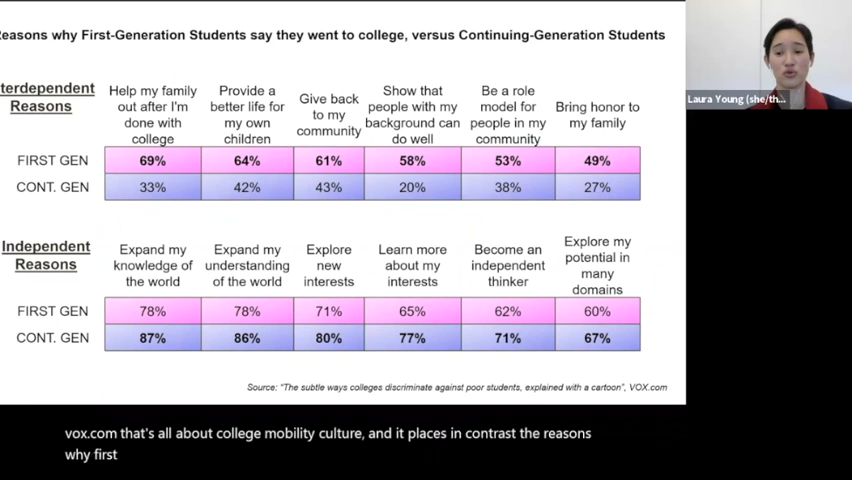 Reasons why First-Generation Students say they went to college, versus Continuing-Generation Students
Laura Young (she/th...
terdependent
Reasons
Help my family
out after I'm
done with
college
Provide a
better life for
my own
children
Give back
to my
community
Show that
people with my
background can
do well
Be a role
model for
people in my
community
Bring honor to
my family
FIRST GEN 69% 64% 61% 58% 53% 49%
CONT. GEN 33% 42% 43% 20% 38% 27%
Independent
Reasons
Expand my
knowledge of
the world
Expand my
understanding
of the world
Explore
new
interests
Learn more
about my
interests
Become an
independent
thinker
Explore my
potential in
many
domains
FIRST GEN 78% 78% 71% 65% 62% 60%
CONT. GEN 87% 86% 80% 77% 71% 67%
Source: "The subtle ways colleges discriminate against poor students, explained with a cartoon", VOX.com
vox.com that's all about college mobility culture, and it places in contrast the reasons
why first